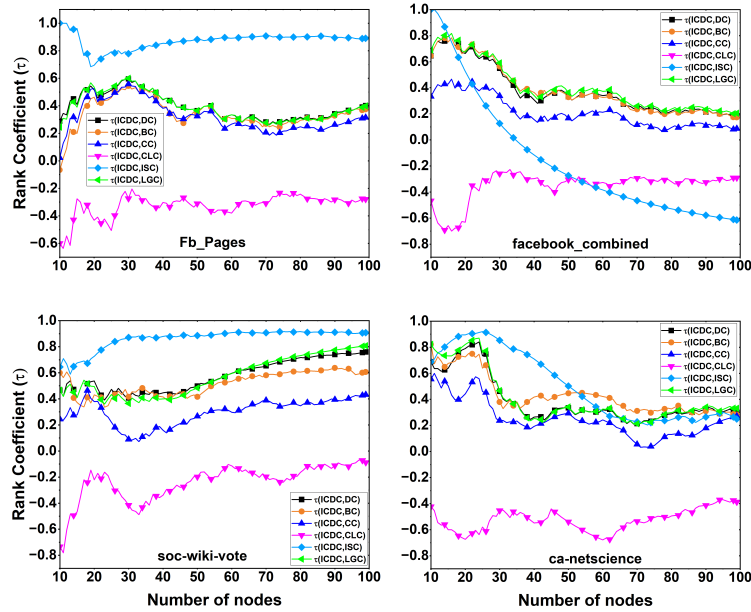 Rank Coefficient (τ)
1.0
0.8
0.6
0.4
0.2
0.0
−0.2
−0.4
−0.6
τ(ICDC,DC)
τ(ICDC,BC)
τ(ICDC,CC)
τ(ICDC,CLC)
τ(ICDC,ISC)
τ(ICDC,LGC)
Fb_Pages
10 20 30 40 50 60 70 80 90 100
1.0
0.8
0.6
0.4
0.2
0.0
−0.2
−0.4
−0.6
−0.8
τ(ICDC,DC)
τ(ICDC,BC)
τ(ICDC,CC)
τ(ICDC,CLC)
τ(ICDC,ISC)
τ(ICDC,LGC)
facebook_combined
10 20 30 40 50 60 70 80 90 100
Rank Coefficient (τ)
1.0
0.8
0.6
0.4
0.2
0.0
−0.2
−0.4
−0.6
−0.8
τ(ICDC,DC)
τ(ICDC,BC)
τ(ICDC,CC)
τ(ICDC,CLC)
τ(ICDC,ISC)
τ(ICDC,LGC)
soc-wiki-vote
10 20 30 40 50 60 70 80 90 100
Number of nodes
1.0
0.8
0.6
0.4
0.2
0.0
−0.2
−0.4
−0.6
−0.8
τ(ICDC,DC)
τ(ICDC,BC)
τ(ICDC,CC)
τ(ICDC,CLC)
τ(ICDC,ISC)
τ(ICDC,LGC)
ca-netscience
10 20 30 40 50 60 70 80 90 100
Number of nodes